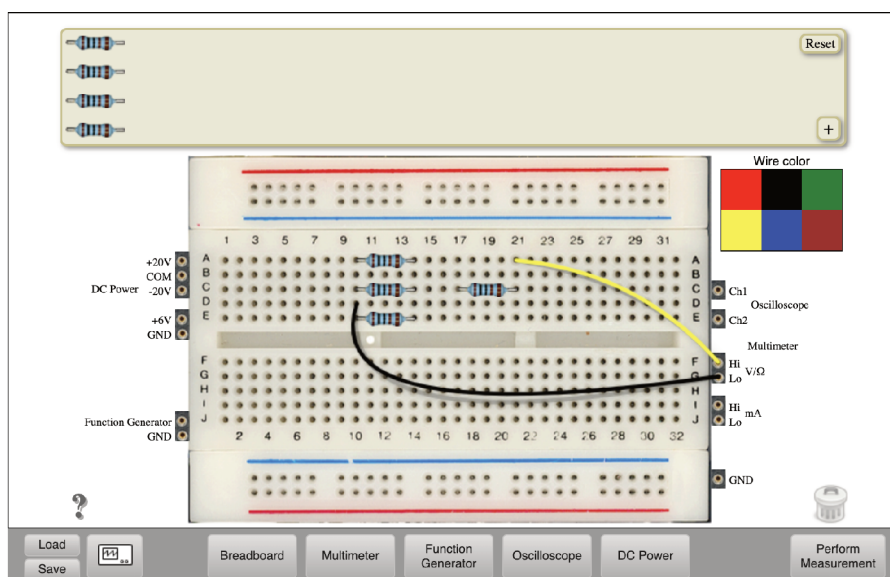 Reset
+
Wire color
1 3 5 7 9 11 13 15 17 19 21 23 25 27 29 31
A A
+20V B B
COM
DC Power -20V C C Ch1
D D Oscilloscope
+6V E E Ch2
GND
Multimeter
F F Hi
G G Lo V/Ω
H H
I I Hi mA
Function Generator J J Lo
GND 2 4 6 8 10 12 14 16 18 20 22 24 26 28 30 32
GND
?
Load
Save
Breadboard
Multimeter
Function
Generator
Oscilloscope
DC Power
Perform
Measurement